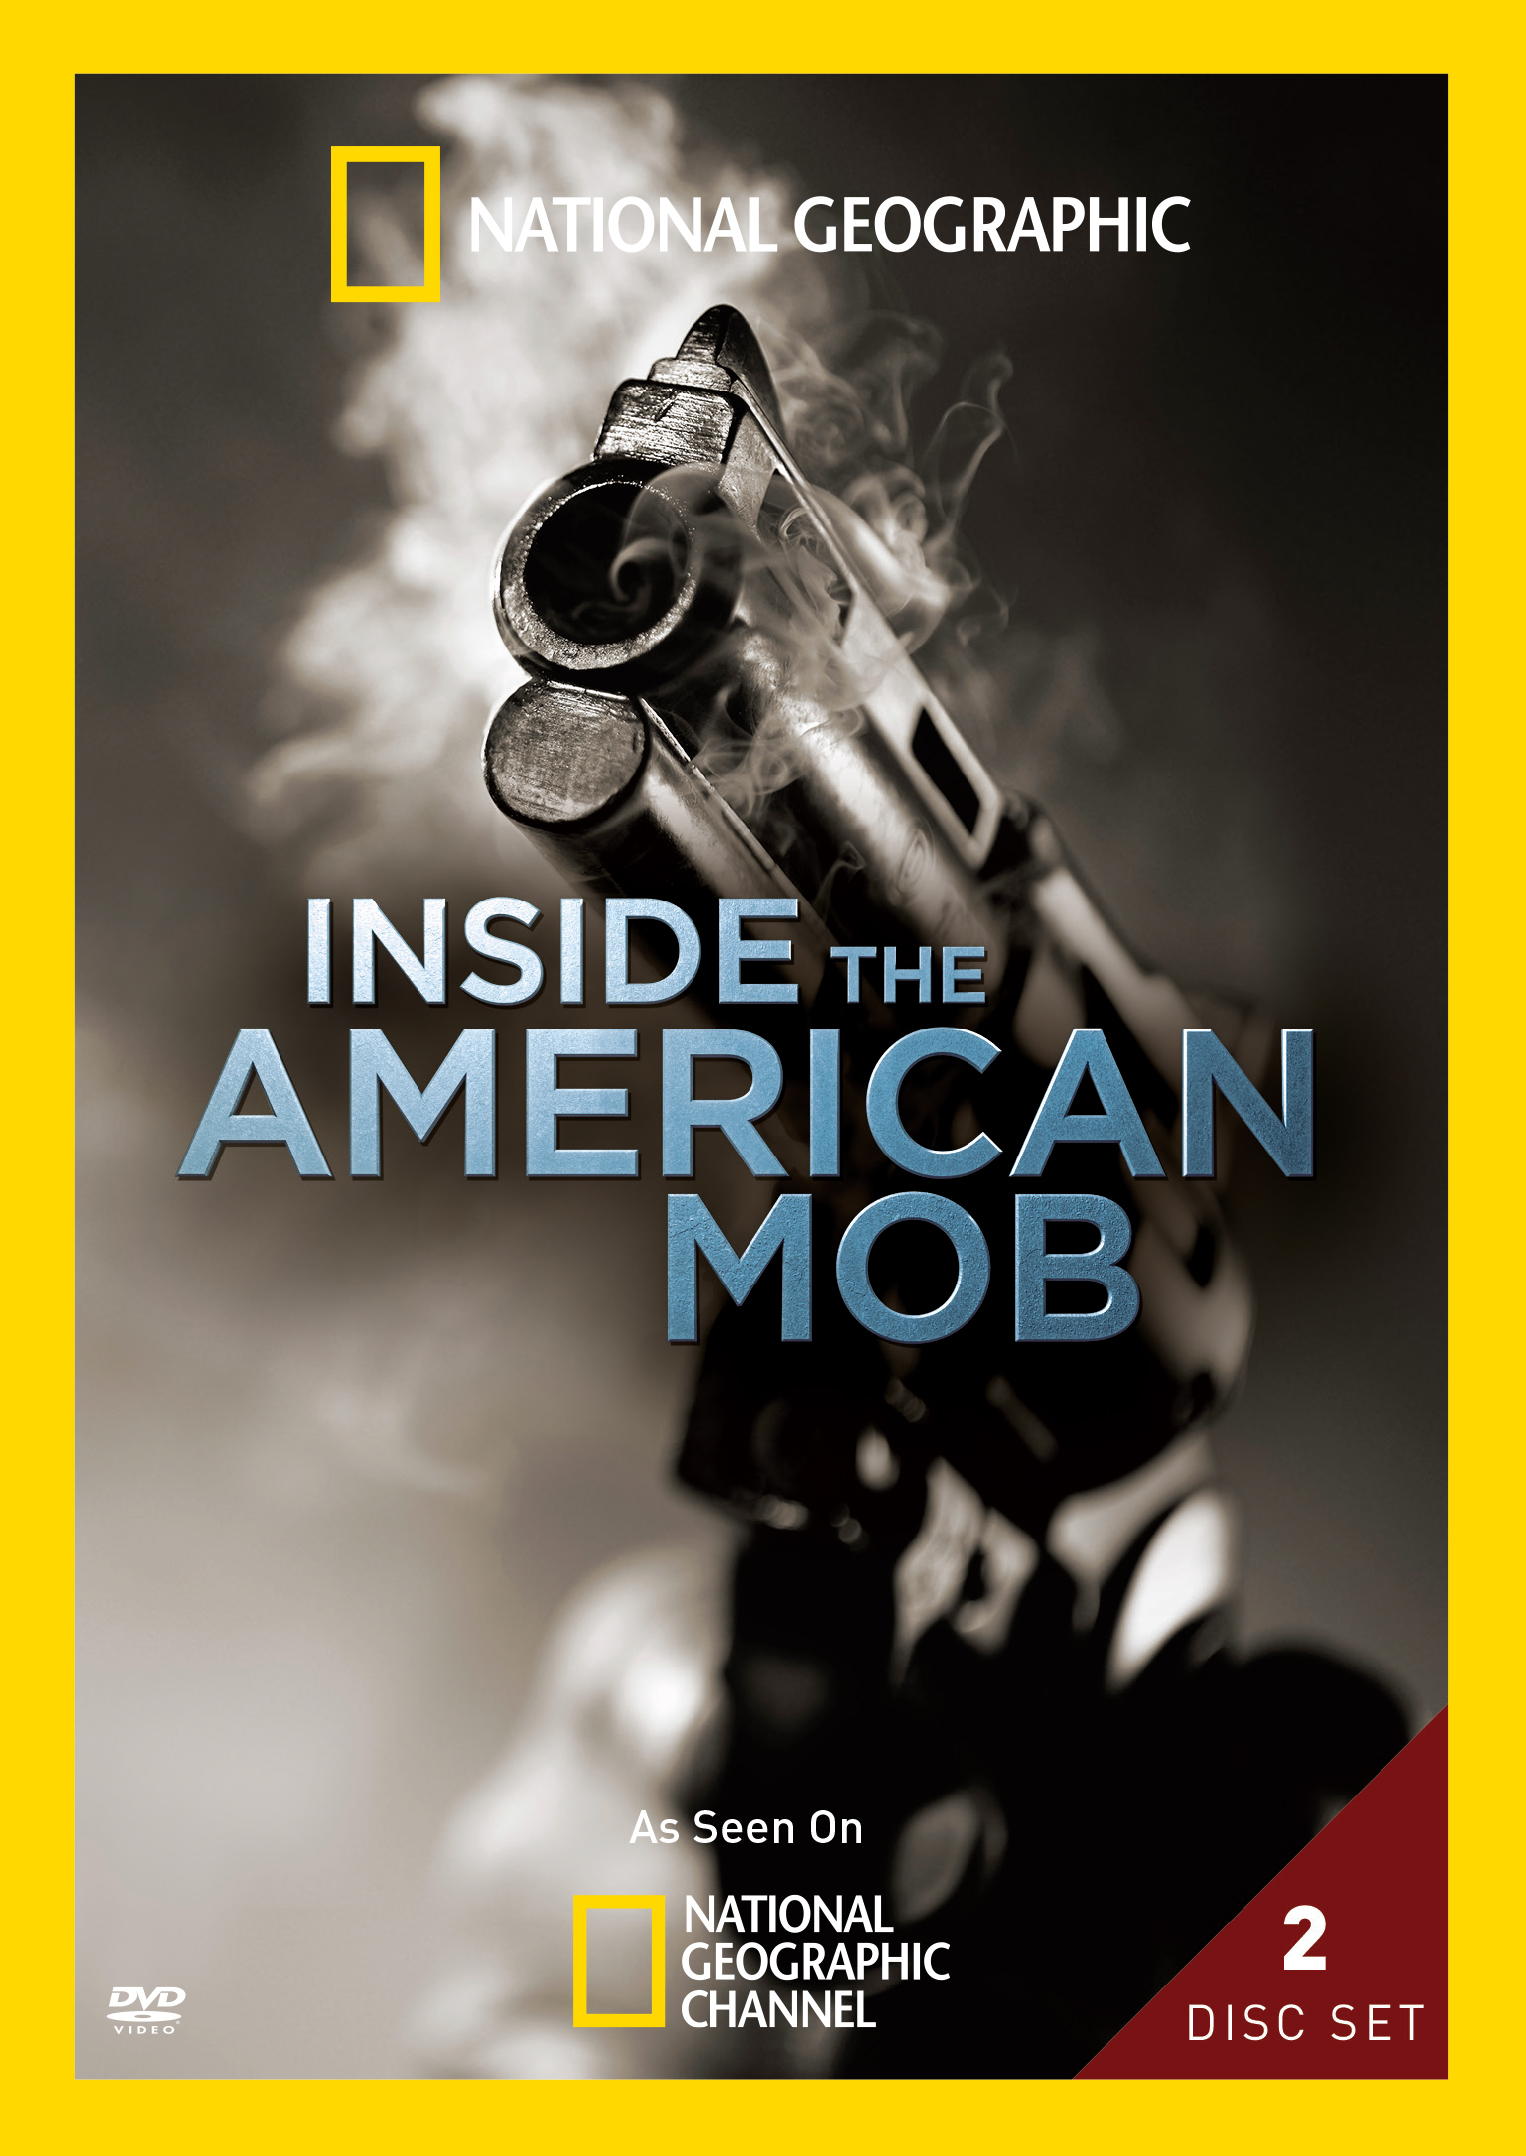 NATIONAL GEOGRAPHIC
INSIDE THE
AMERICAN
MOB
As Seen On
NATIONAL
GEOGRAPHIC
CHANNEL
DVD
VIDEO
2
DISC SET